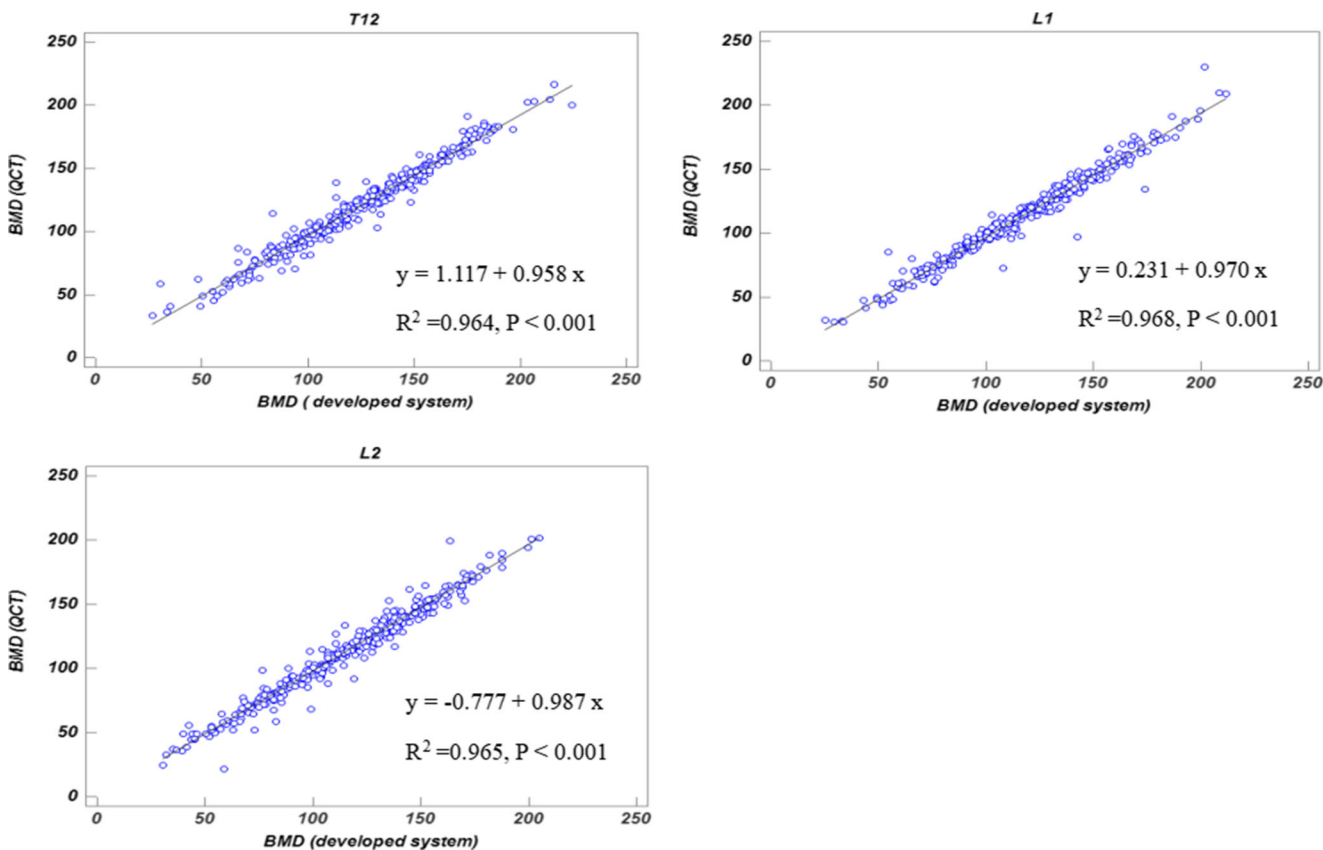 T12
250
200
150
100
50
0
BMD (QCT)
y = 1.117 + 0.958 x
R² =0.964, P < 0.001
0 50 100 150 200 250
BMD ( developed system)
L1
250
200
150
100
50
0
BMD (QCT)
y = 0.231 + 0.970 x
R² =0.968, P < 0.001
0 50 100 150 200 250
BMD (developed system)
L2
250
200
150
100
50
0
BMD (QCT)
y = -0.777 + 0.987 x
R² =0.965, P < 0.001
0 50 100 150 200 250
BMD (developed system)